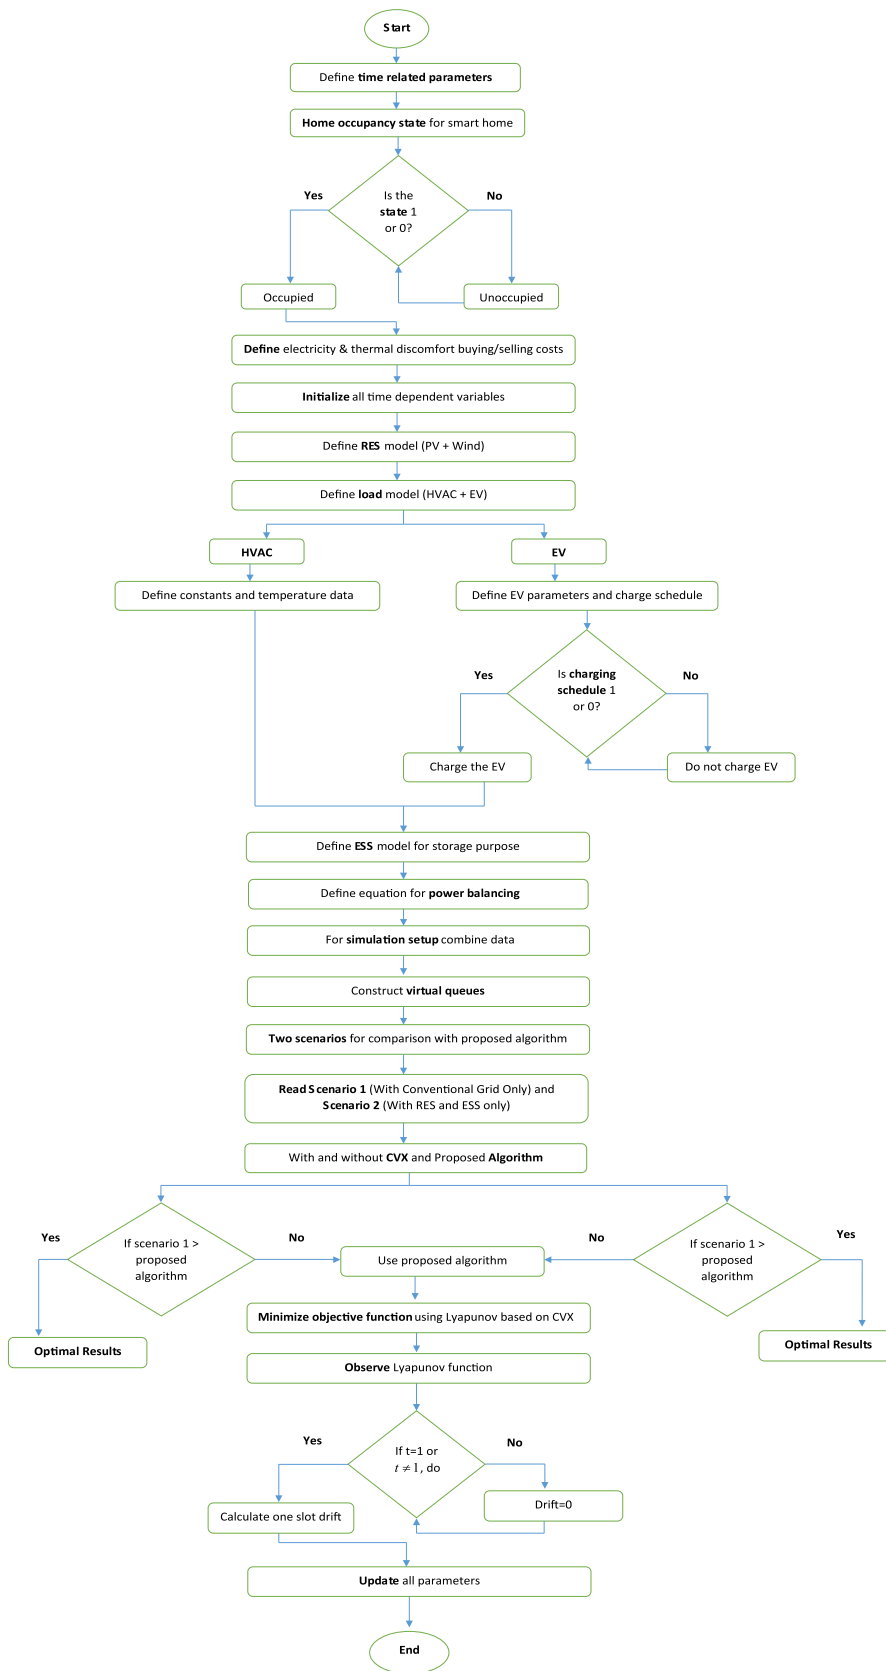 Start
Define time related parameters
Home occupancy state for smart home
Yes
Is the
state 1
or 0?
No
Occupied
Unoccupied
Define electricity & thermal discomfort buying/selling costs
Initialize all time dependent variables
Define RES model (PV + Wind)
Define load model (HVAC + EV)
HVAC
EV
Define constants and temperature data
Define EV parameters and charge schedule
Yes
Is charging
schedule 1
or 0?
No
Charge the EV
Do not charge EV
Define ESS model for storage purpose
Define equation for power balancing
For simulation setup combine data
Construct virtual queues
Two scenarios for comparison with proposed algorithm
Read Scenario 1 (With Conventional Grid Only) and
Scenario 2 (With RES and ESS only)
With and without CVX and Proposed Algorithm
Yes
If scenario 1 >
proposed
algorithm
No
Use proposed algorithm
No
If scenario 1 >
proposed
algorithm
Yes
Optimal Results
Optimal Results
Minimize objective function using Lyapunov based on CVX
Observe Lyapunov function
Yes
If t=1 or
t ≠ 1, do
No
Calculate one slot drift
Drift=0
Update all parameters
End